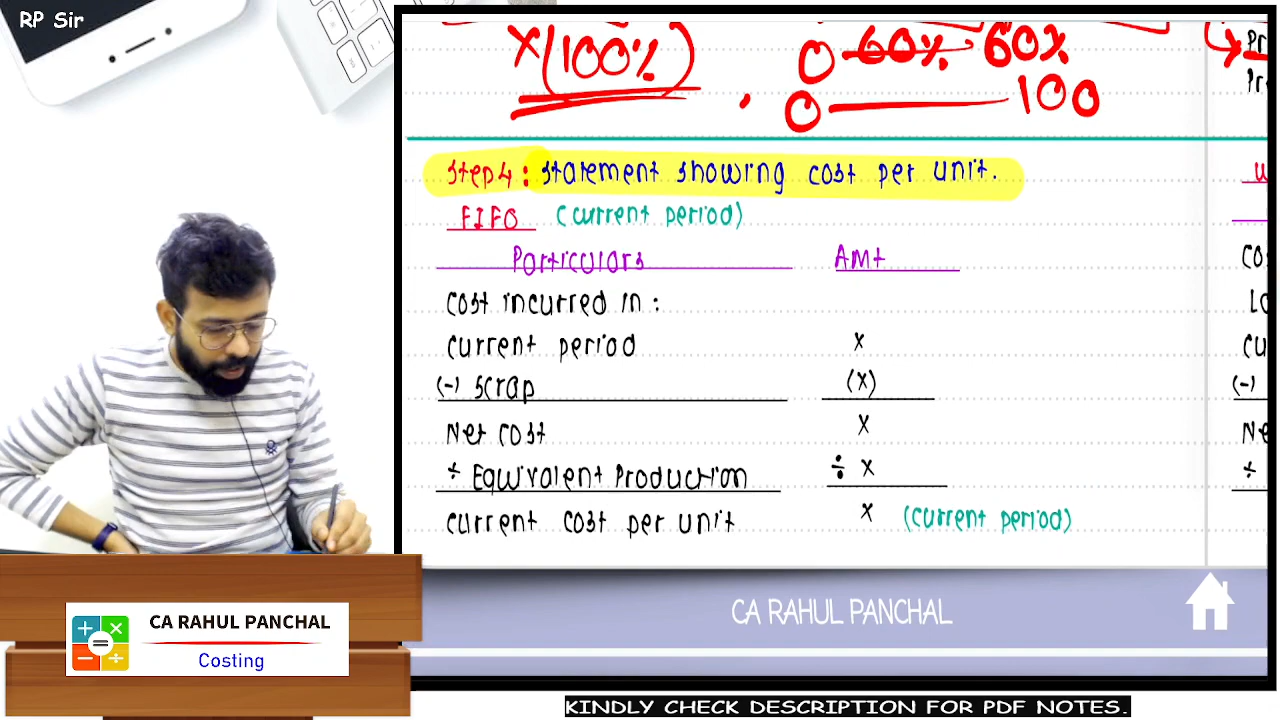 RP Sir
x (100%)
0 60% 60%
0 100
Step 4: Statement showing cost per unit.
FIFO (current period)
Particulars Amt
Cost incurred in :
current period x
(-) Scrap (x)
Net cost x
÷ Equivalent Production ÷ x
current cost per unit x (current period)
(-)
÷
CA RAHUL PANCHAL
CA RAHUL PANCHAL
Costing
KINDLY CHECK DESCRIPTION FOR PDF NOTES.